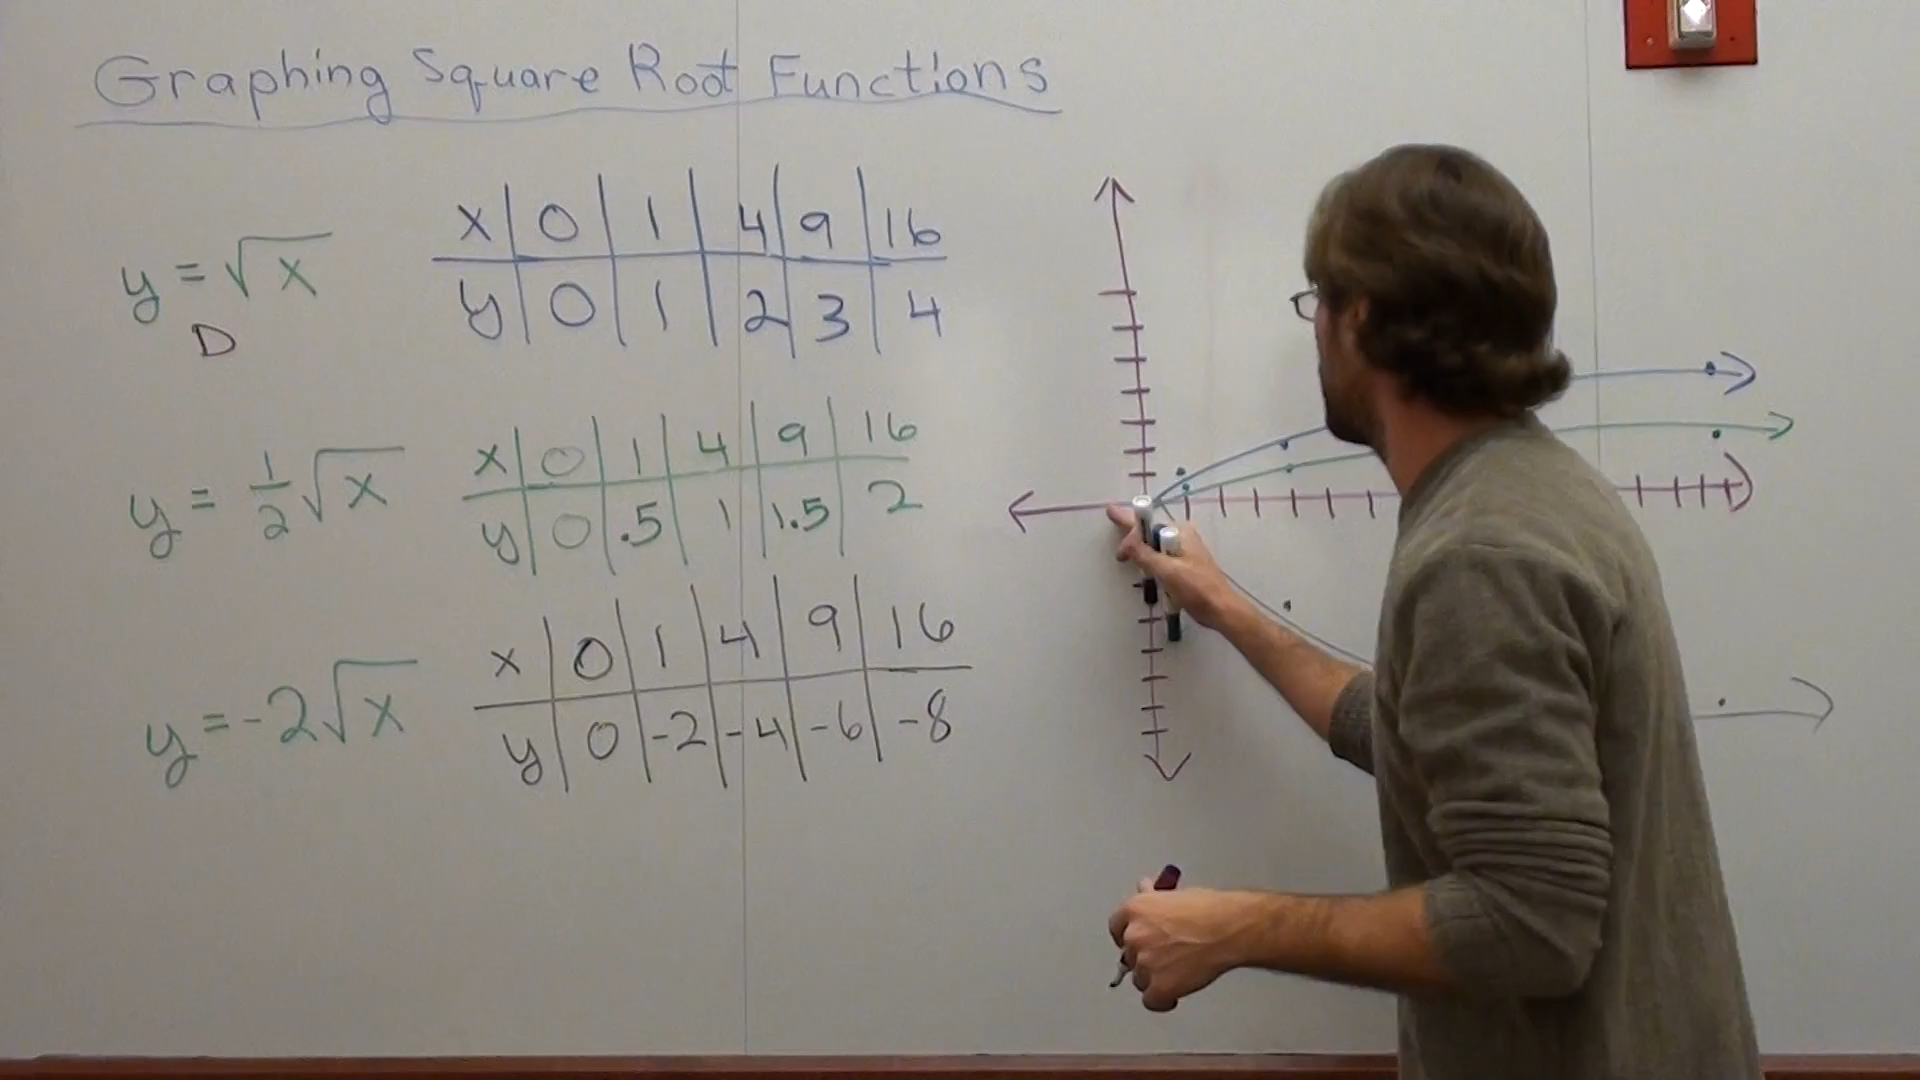 Graphing Square Root Functions
y = √x
D
x 0 1 4 9 16
y 0 1 2 3 4
y = 1/2 √x
x 0 1 4 9 16
y 0 .5 1 1.5 2
y = -2√x
x 0 1 4 9 16
y 0 -2 -4 -6 -8